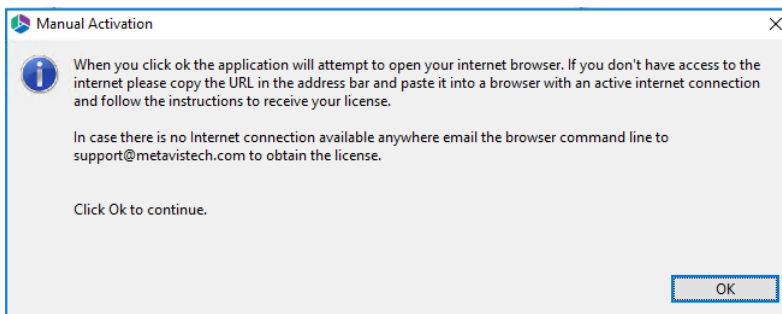 Manual Activation
When you click ok the application will attempt to open your internet browser. If you don't have access to the
internet please copy the URL in the address bar and paste it into a browser with an active internet connection
and follow the instructions to receive your license.
In case there is no Internet connection available anywhere email the browser command line to
support@metavistech.com to obtain the license.
Click Ok to continue.
OK